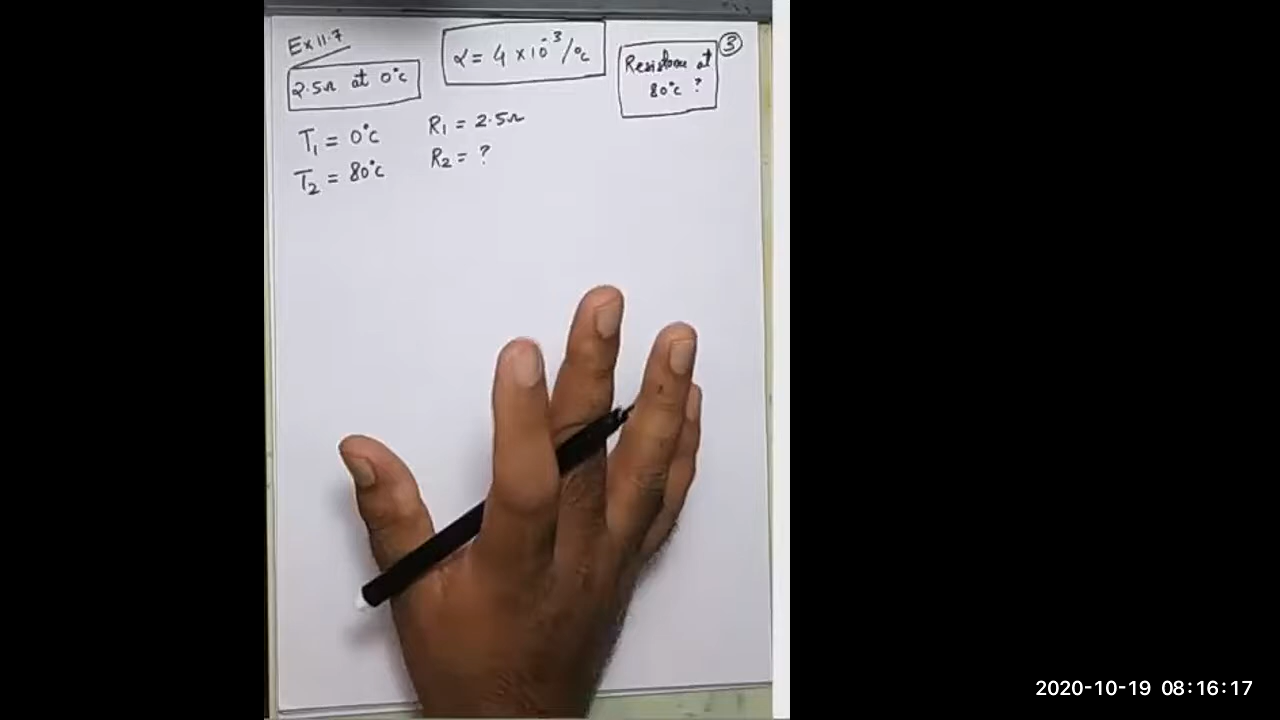 Ex 11.7
2.5Ω at 0°C
α = 4 × 10⁻³ /°C
Resistance at
80°C ?
3
T₁ = 0°C
R₁ = 2.5Ω
T₂ = 80°C
R₂ = ?
2020-10-19 08:16:17